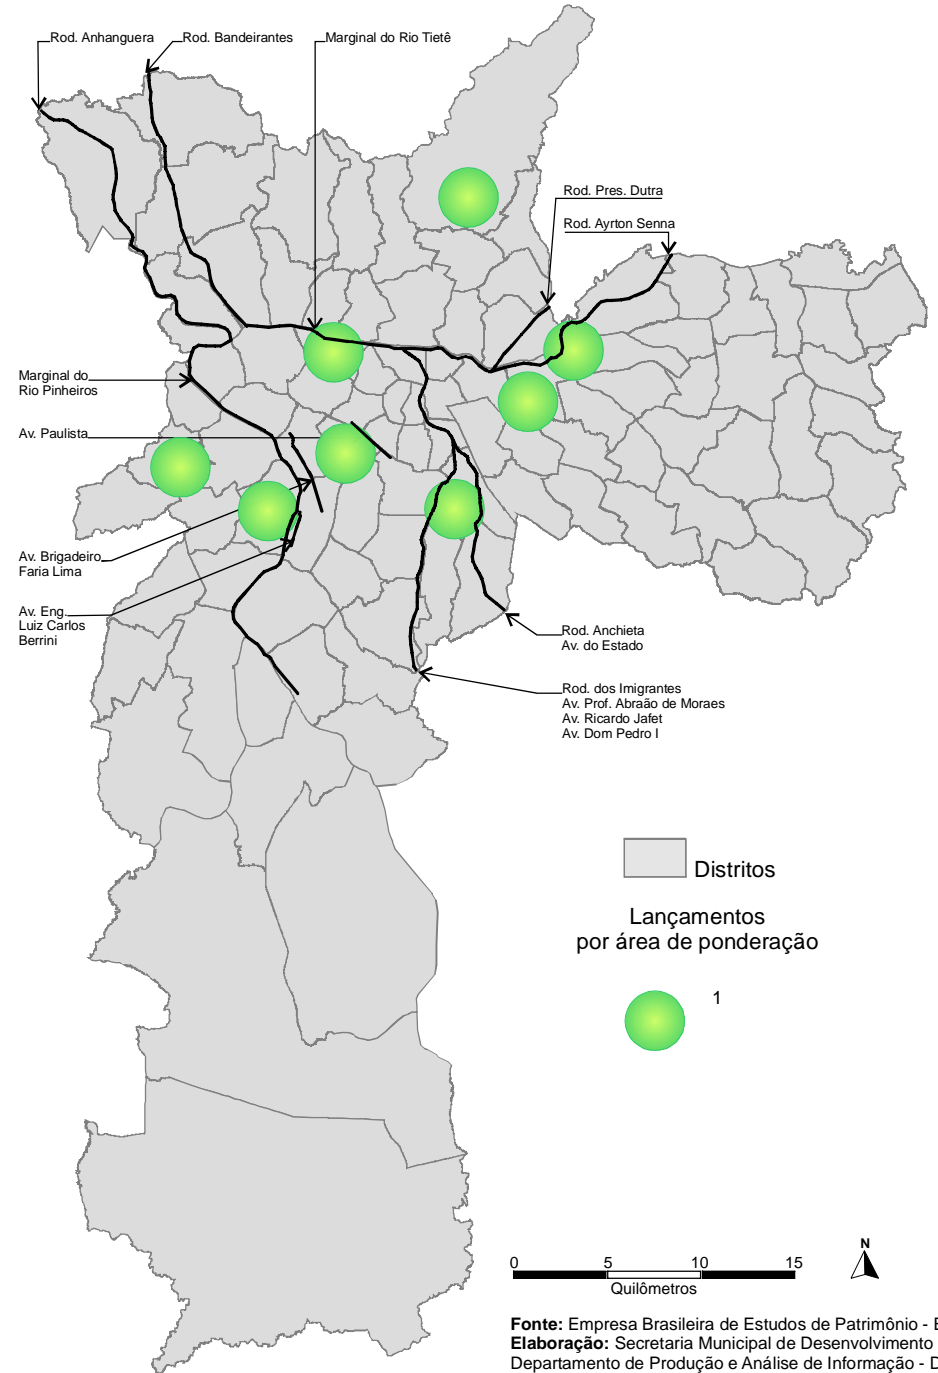 Rod. Anhanguera
Rod. Bandeirantes
Marginal do Rio Tietê
Rod. Pres. Dutra
Rod. Ayrton Senna
Marginal do
Rio Pinheiros
Av. Paulista
Av. Brigadeiro
Faria Lima
Av. Eng.
Luiz Carlos
Berrini
Rod. Anchieta
Av. do Estado
Rod. dos Imigrantes
Av. Prof. Abraão de Moraes
Av. Ricardo Jafet
Av. Dom Pedro I
Distritos
Lançamentos
por área de ponderação
1
N
0 5 10 15
Quilômetros
Fonte: Empresa Brasileira de Estudos de Patrimônio -
Elaboração: Secretaria Municipal de Desenvolvimento
Departamento de Produção e Análise de Informação -